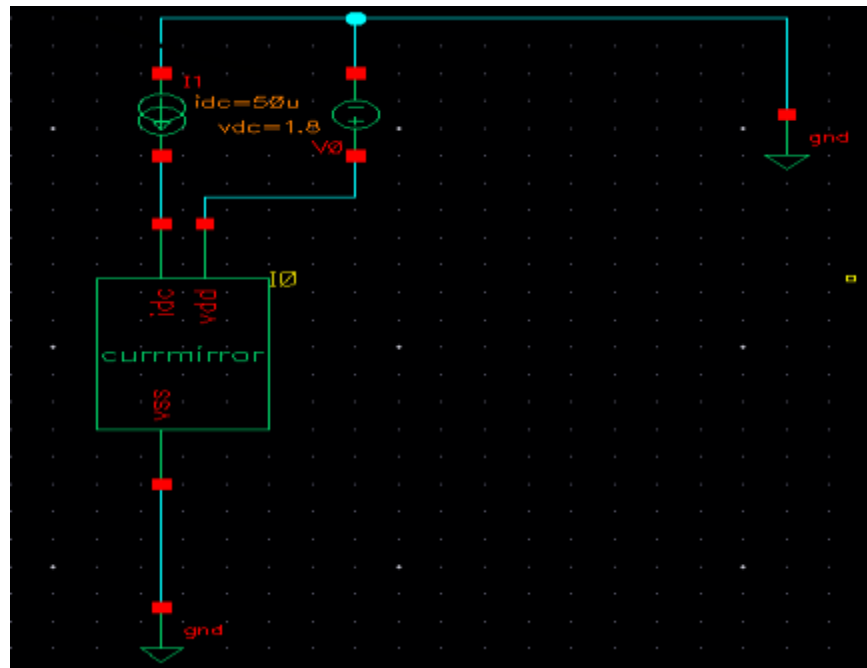 I1
idc=50u
vdc=1.8
V0
gnd
I0
idc
vdd
currmirror
vss
gnd